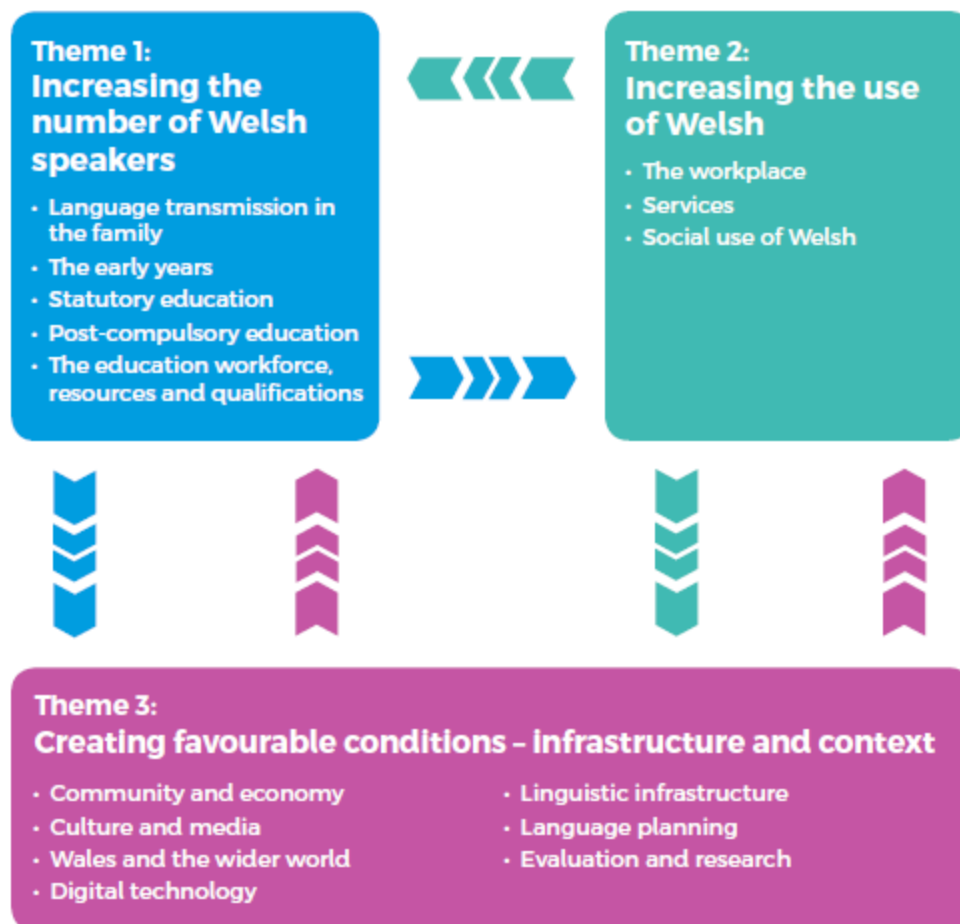 Theme 1:
Increasing the
number of Welsh
speakers
• Language transmission in
the family
• The early years
• Statutory education
• Post-compulsory education
• The education workforce,
resources and qualifications
Theme 2:
Increasing the use
of Welsh
• The workplace
• Services
• Social use of Welsh
Theme 3:
Creating favourable conditions – infrastructure and context
• Community and economy
• Culture and media
• Wales and the wider world
• Digital technology
• Linguistic infrastructure
• Language planning
• Evaluation and research